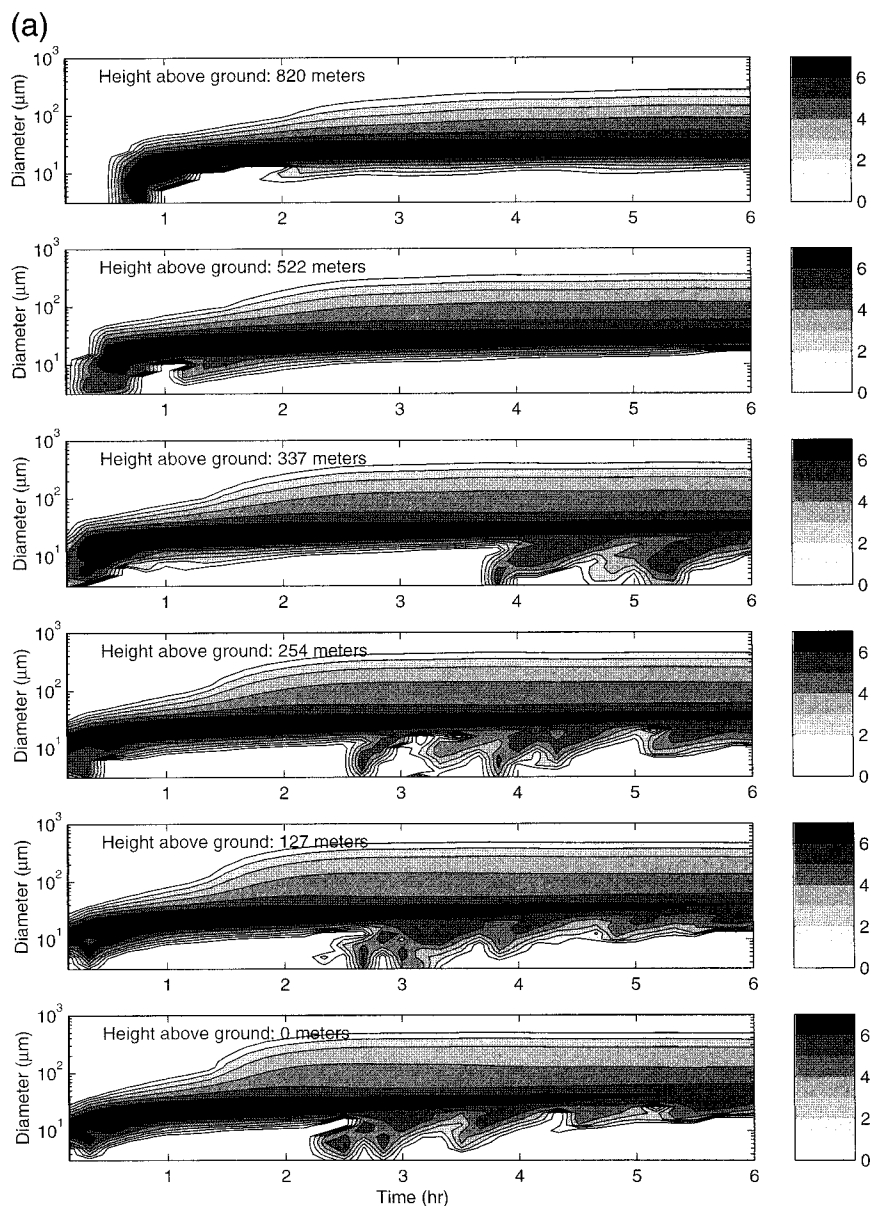 (a)
Height above ground: 820 meters
Diameter (μm)
10³
10²
10¹
1 2 3 4 5 6
6
4
2
0
Height above ground: 522 meters
Diameter (μm)
10³
10²
10¹
1 2 3 4 5 6
6
4
2
0
Height above ground: 337 meters
Diameter (μm)
10³
10²
10¹
1 2 3 4 5 6
6
4
2
0
Height above ground: 254 meters
Diameter (μm)
10³
10²
10¹
1 2 3 4 5 6
6
4
2
0
Height above ground: 127 meters
Diameter (μm)
10³
10²
10¹
1 2 3 4 5 6
6
4
2
0
Height above ground: 0 meters
Diameter (μm)
10³
10²
10¹
1 2 3 4 5 6
Time (hr)
6
4
2
0